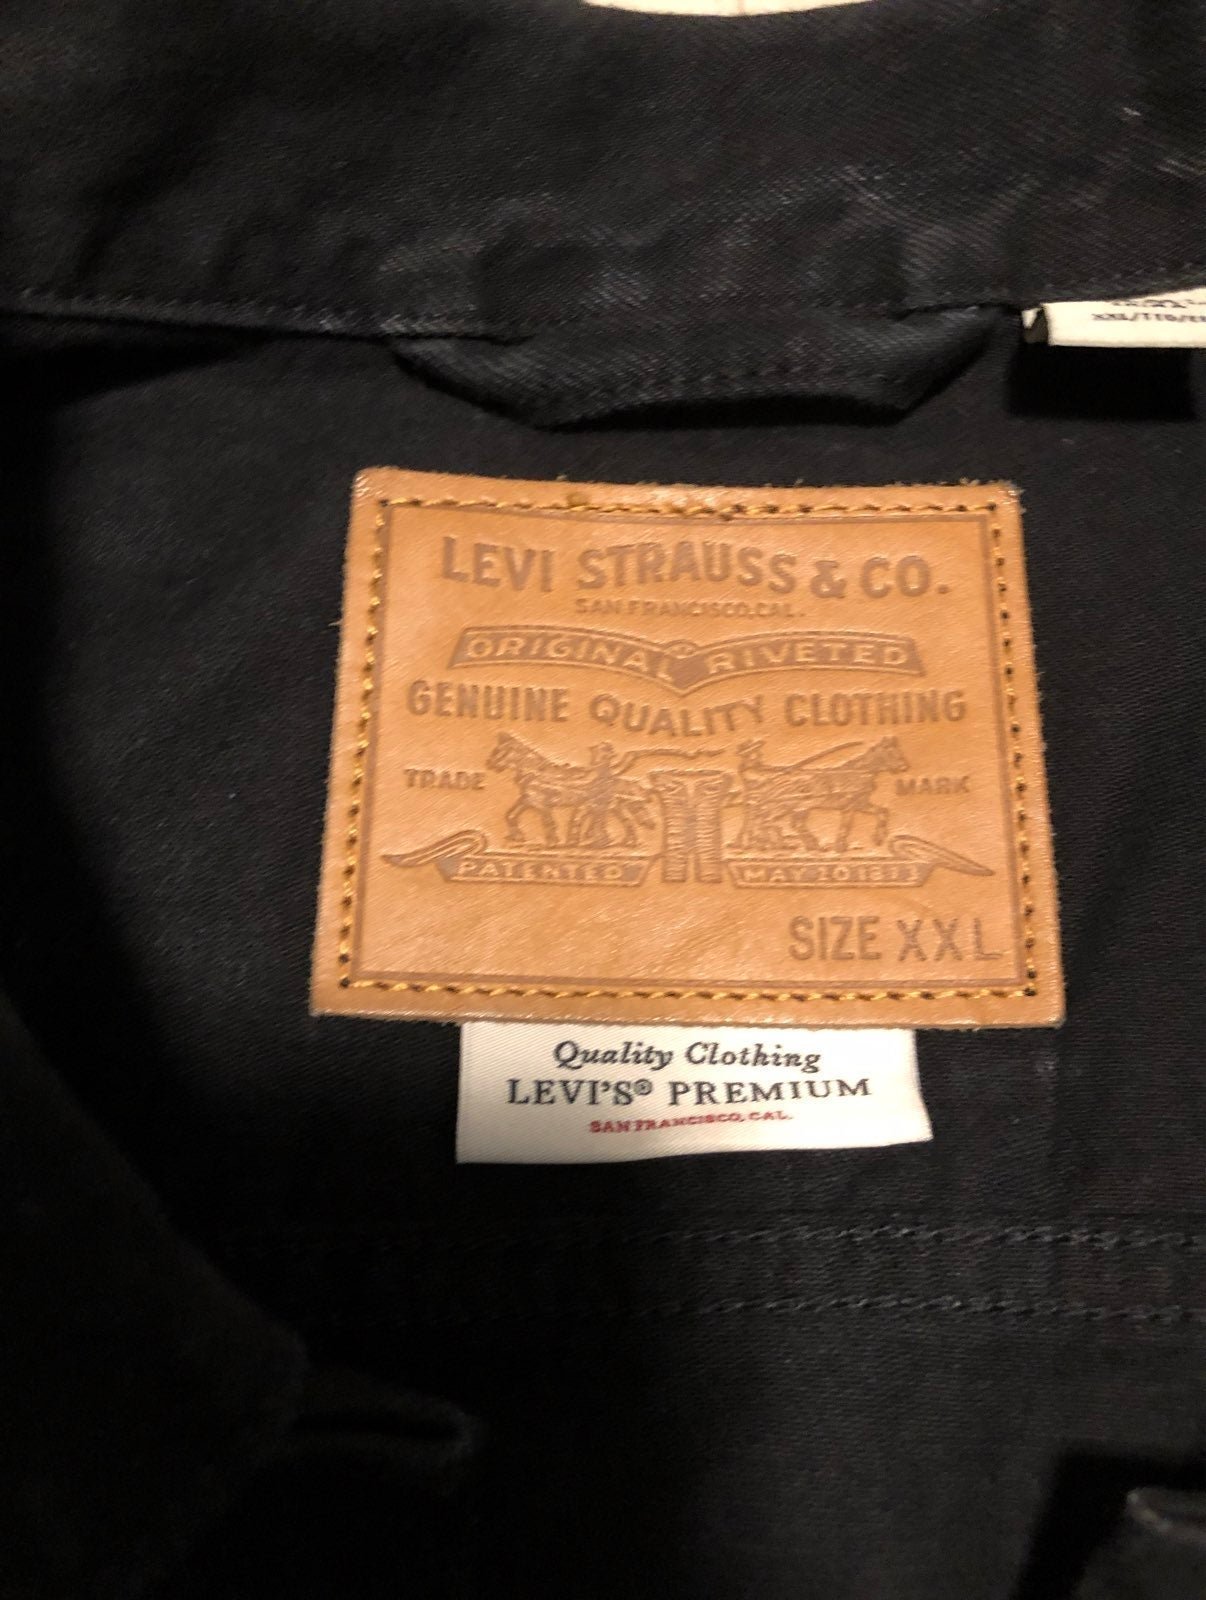 LEVI STRAUSS & CO.
SAN FRANCISCO, CAL.
ORIGINAL ® RIVETED
GENUINE QUALITY CLOTHING
TRADE MARK
PATENTED MAY 20 1873
SIZE XXL
Quality Clothing
LEVI'S® PREMIUM
SAN FRANCISCO, CAL.